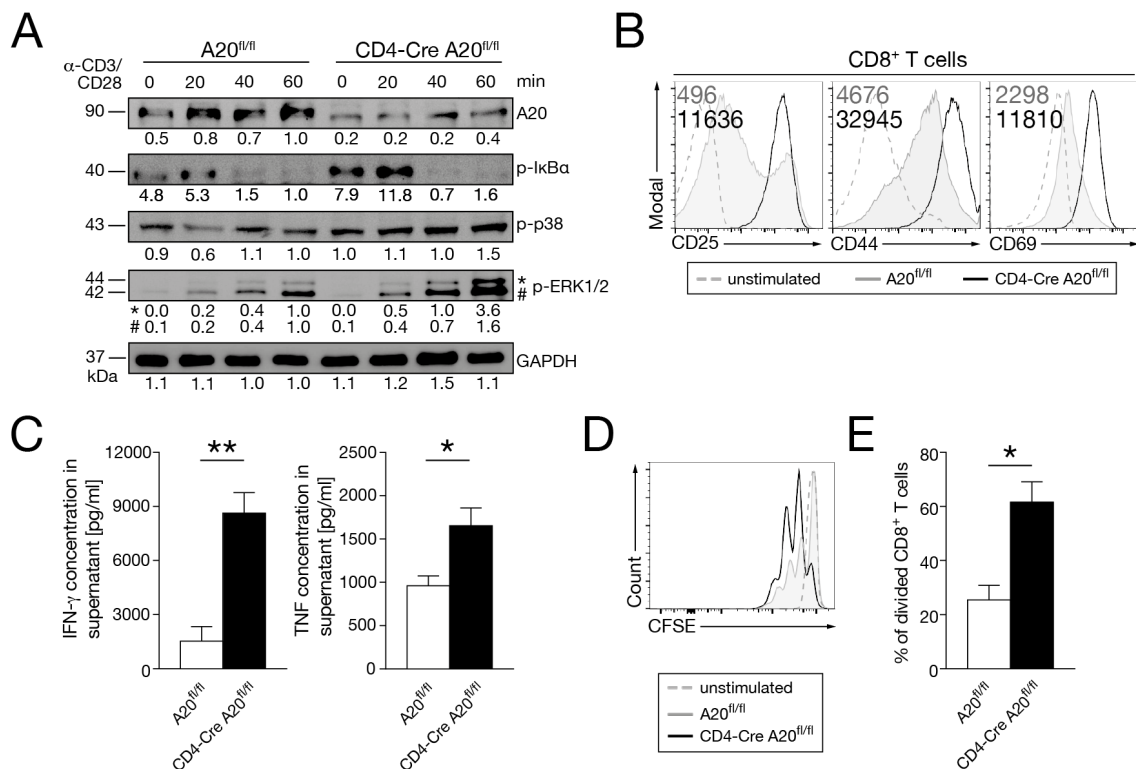 A
A20fl/fl CD4-Cre A20fl/fl
α-CD3/
CD28 0 20 40 60 0 20 40 60 min
90 A20
0.5 0.8 0.7 1.0 0.2 0.2 0.2 0.4
40 p-IκBα
4.8 5.3 1.5 1.0 7.9 11.8 0.7 1.6
43 p-p38
0.9 0.6 1.1 1.0 1.0 1.1 1.0 1.5
44 *
42 # p-ERK1/2
* 0.0 0.2 0.4 1.0 0.0 0.5 1.0 3.6
# 0.1 0.2 0.4 1.0 0.1 0.4 0.7 1.6
37 GAPDH
kDa
1.1 1.1 1.0 1.0 1.1 1.2 1.5 1.1
B
CD8+ T cells
496 4676 2298
11636 32945 11810
Modal
CD25 CD44 CD69
unstimulated A20fl/fl CD4-Cre A20fl/fl
C
IFN-γ concentration in
supernatant [pg/ml]
12000
9000
6000
3000
0
**
A20fl/fl
CD4-Cre A20fl/fl
TNF concentration in
supernatant [pg/ml]
2500
2000
1500
1000
500
0
*
A20fl/fl
CD4-Cre A20fl/fl
D
Count
CFSE
unstimulated
A20fl/fl
CD4-Cre A20fl/fl
E
% of divided CD8+ T cells
80
60
40
20
0
*
A20fl/fl
CD4-Cre A20fl/fl